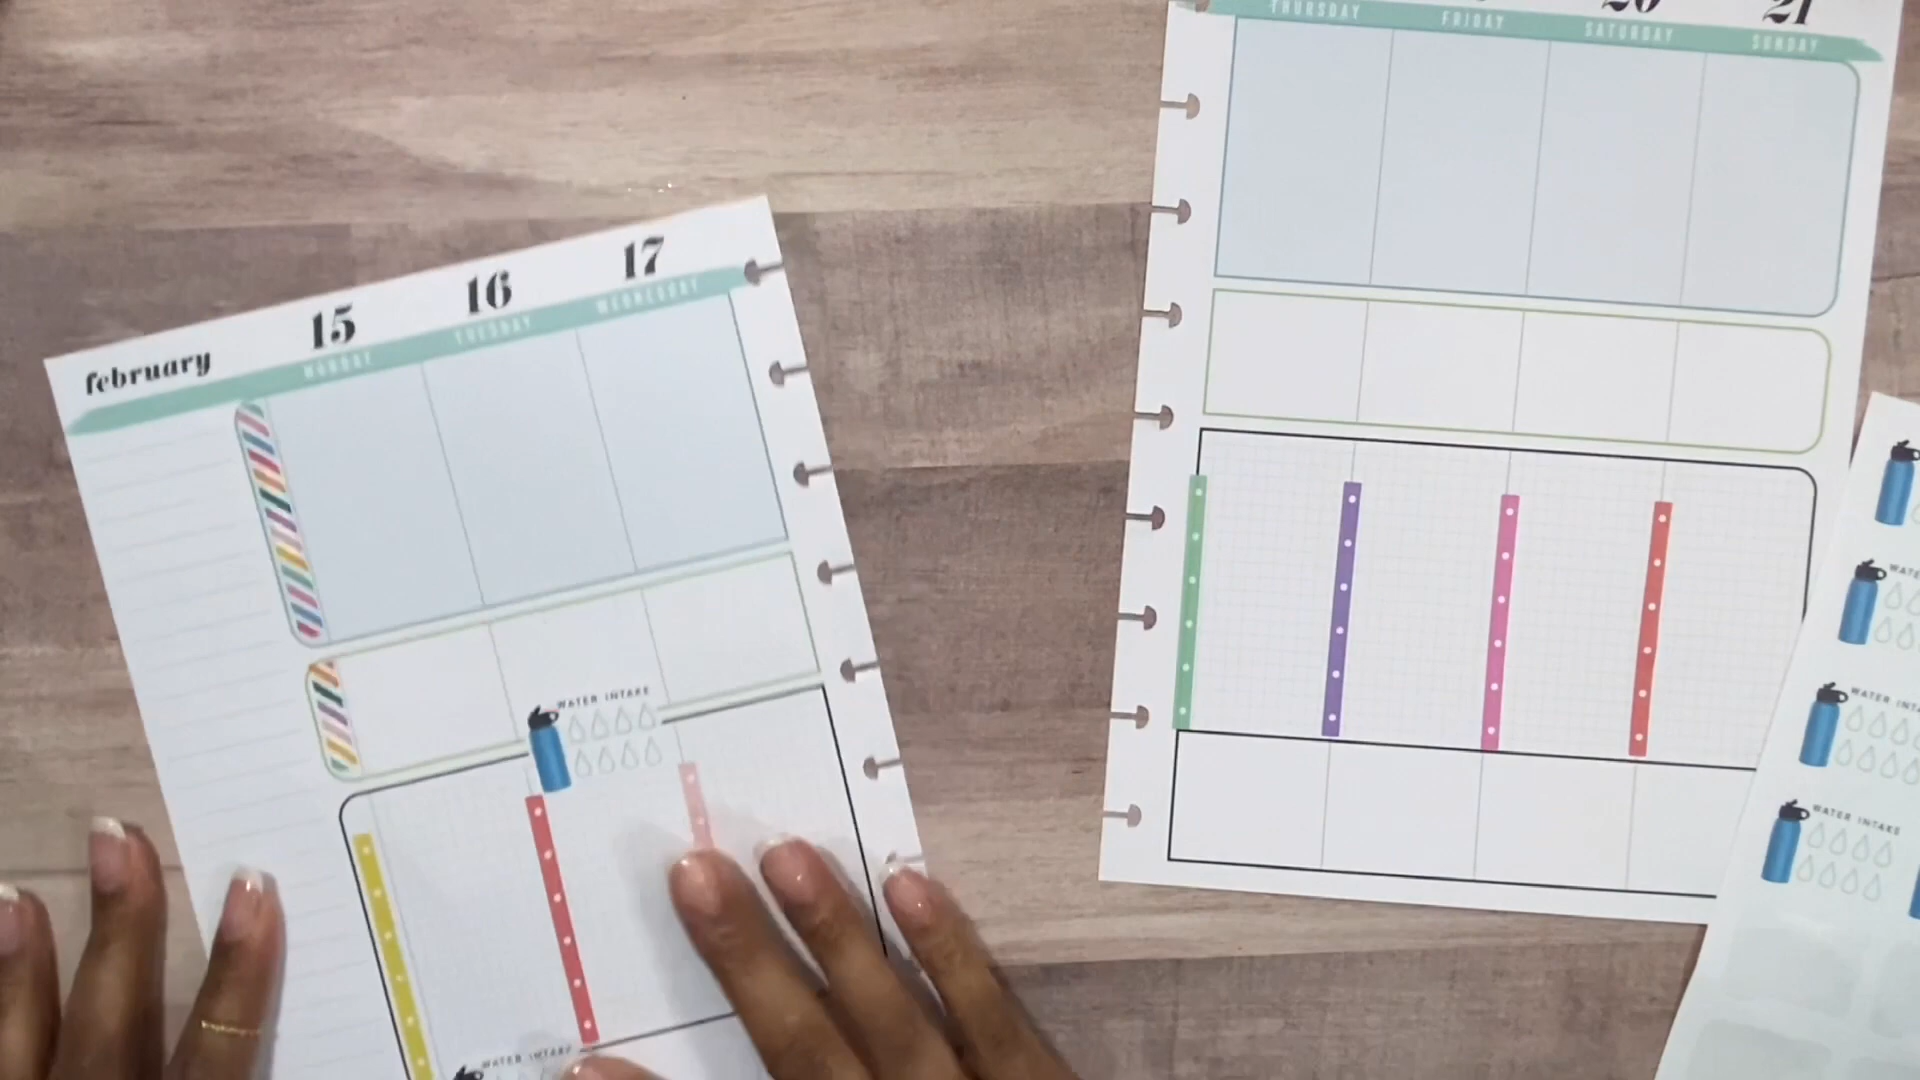 february
15
16
17
MONDAY
TUESDAY
WEDNESDAY
WATER INTAKE
WATER INTAKE
20
21
THURSDAY
FRIDAY
SATURDAY
SUNDAY
WATER INTAKE